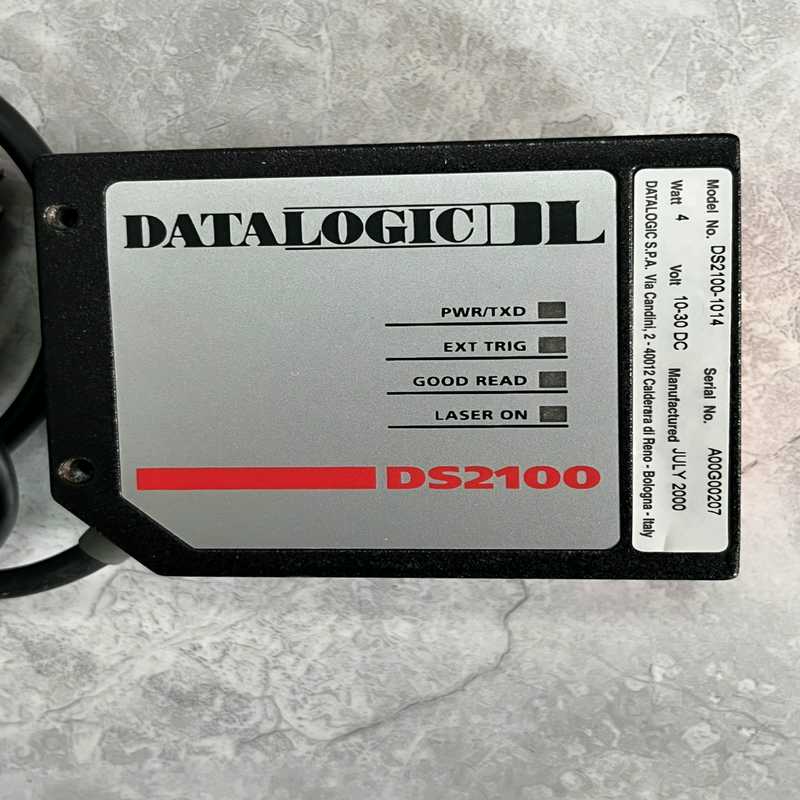 DATALOGIC DL
PWR/TXD
EXT TRIG
GOOD READ
LASER ON
DS2100
Model No. DS2100-1014 Serial No. A00G00207
Watt 4 Volt 10-30 DC Manufactured JULY 2000
DATALOGIC S.P.A. Via Candini, 2 - 40012 Calderara di Reno - Bologna - Italy